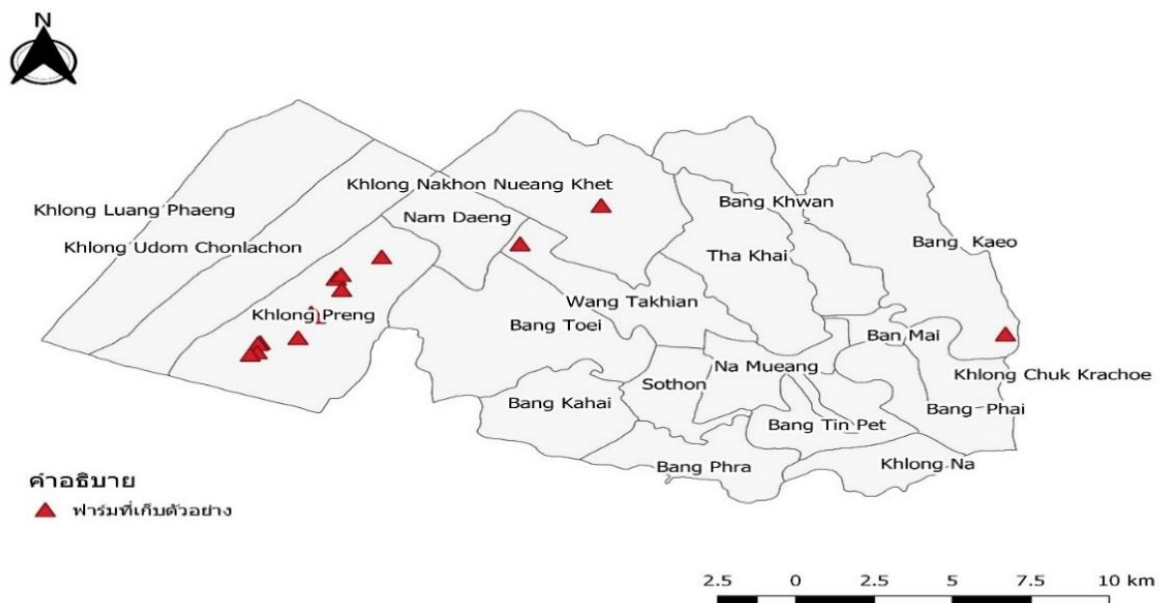 N
Khlong Nakhon Nueang Khet
Khlong Luang Phaeng
Nam Daeng
Bang Khwan
Khlong Udom Chonlachon
Bang Kaeo
Tha Khai
Wang Takhian
Khlong Preng
Bang Toei
Ban Mai
Na Mueang
Khlong Chuk Krachoe
Sothon
Bang Kahai
Bang Phai
Bang Tin Pet
Bang Phra
Khlong Na
คำอธิบาย
ฟาร์มที่เก็บตัวอย่าง
2.5 0 2.5 5 7.5 10 km